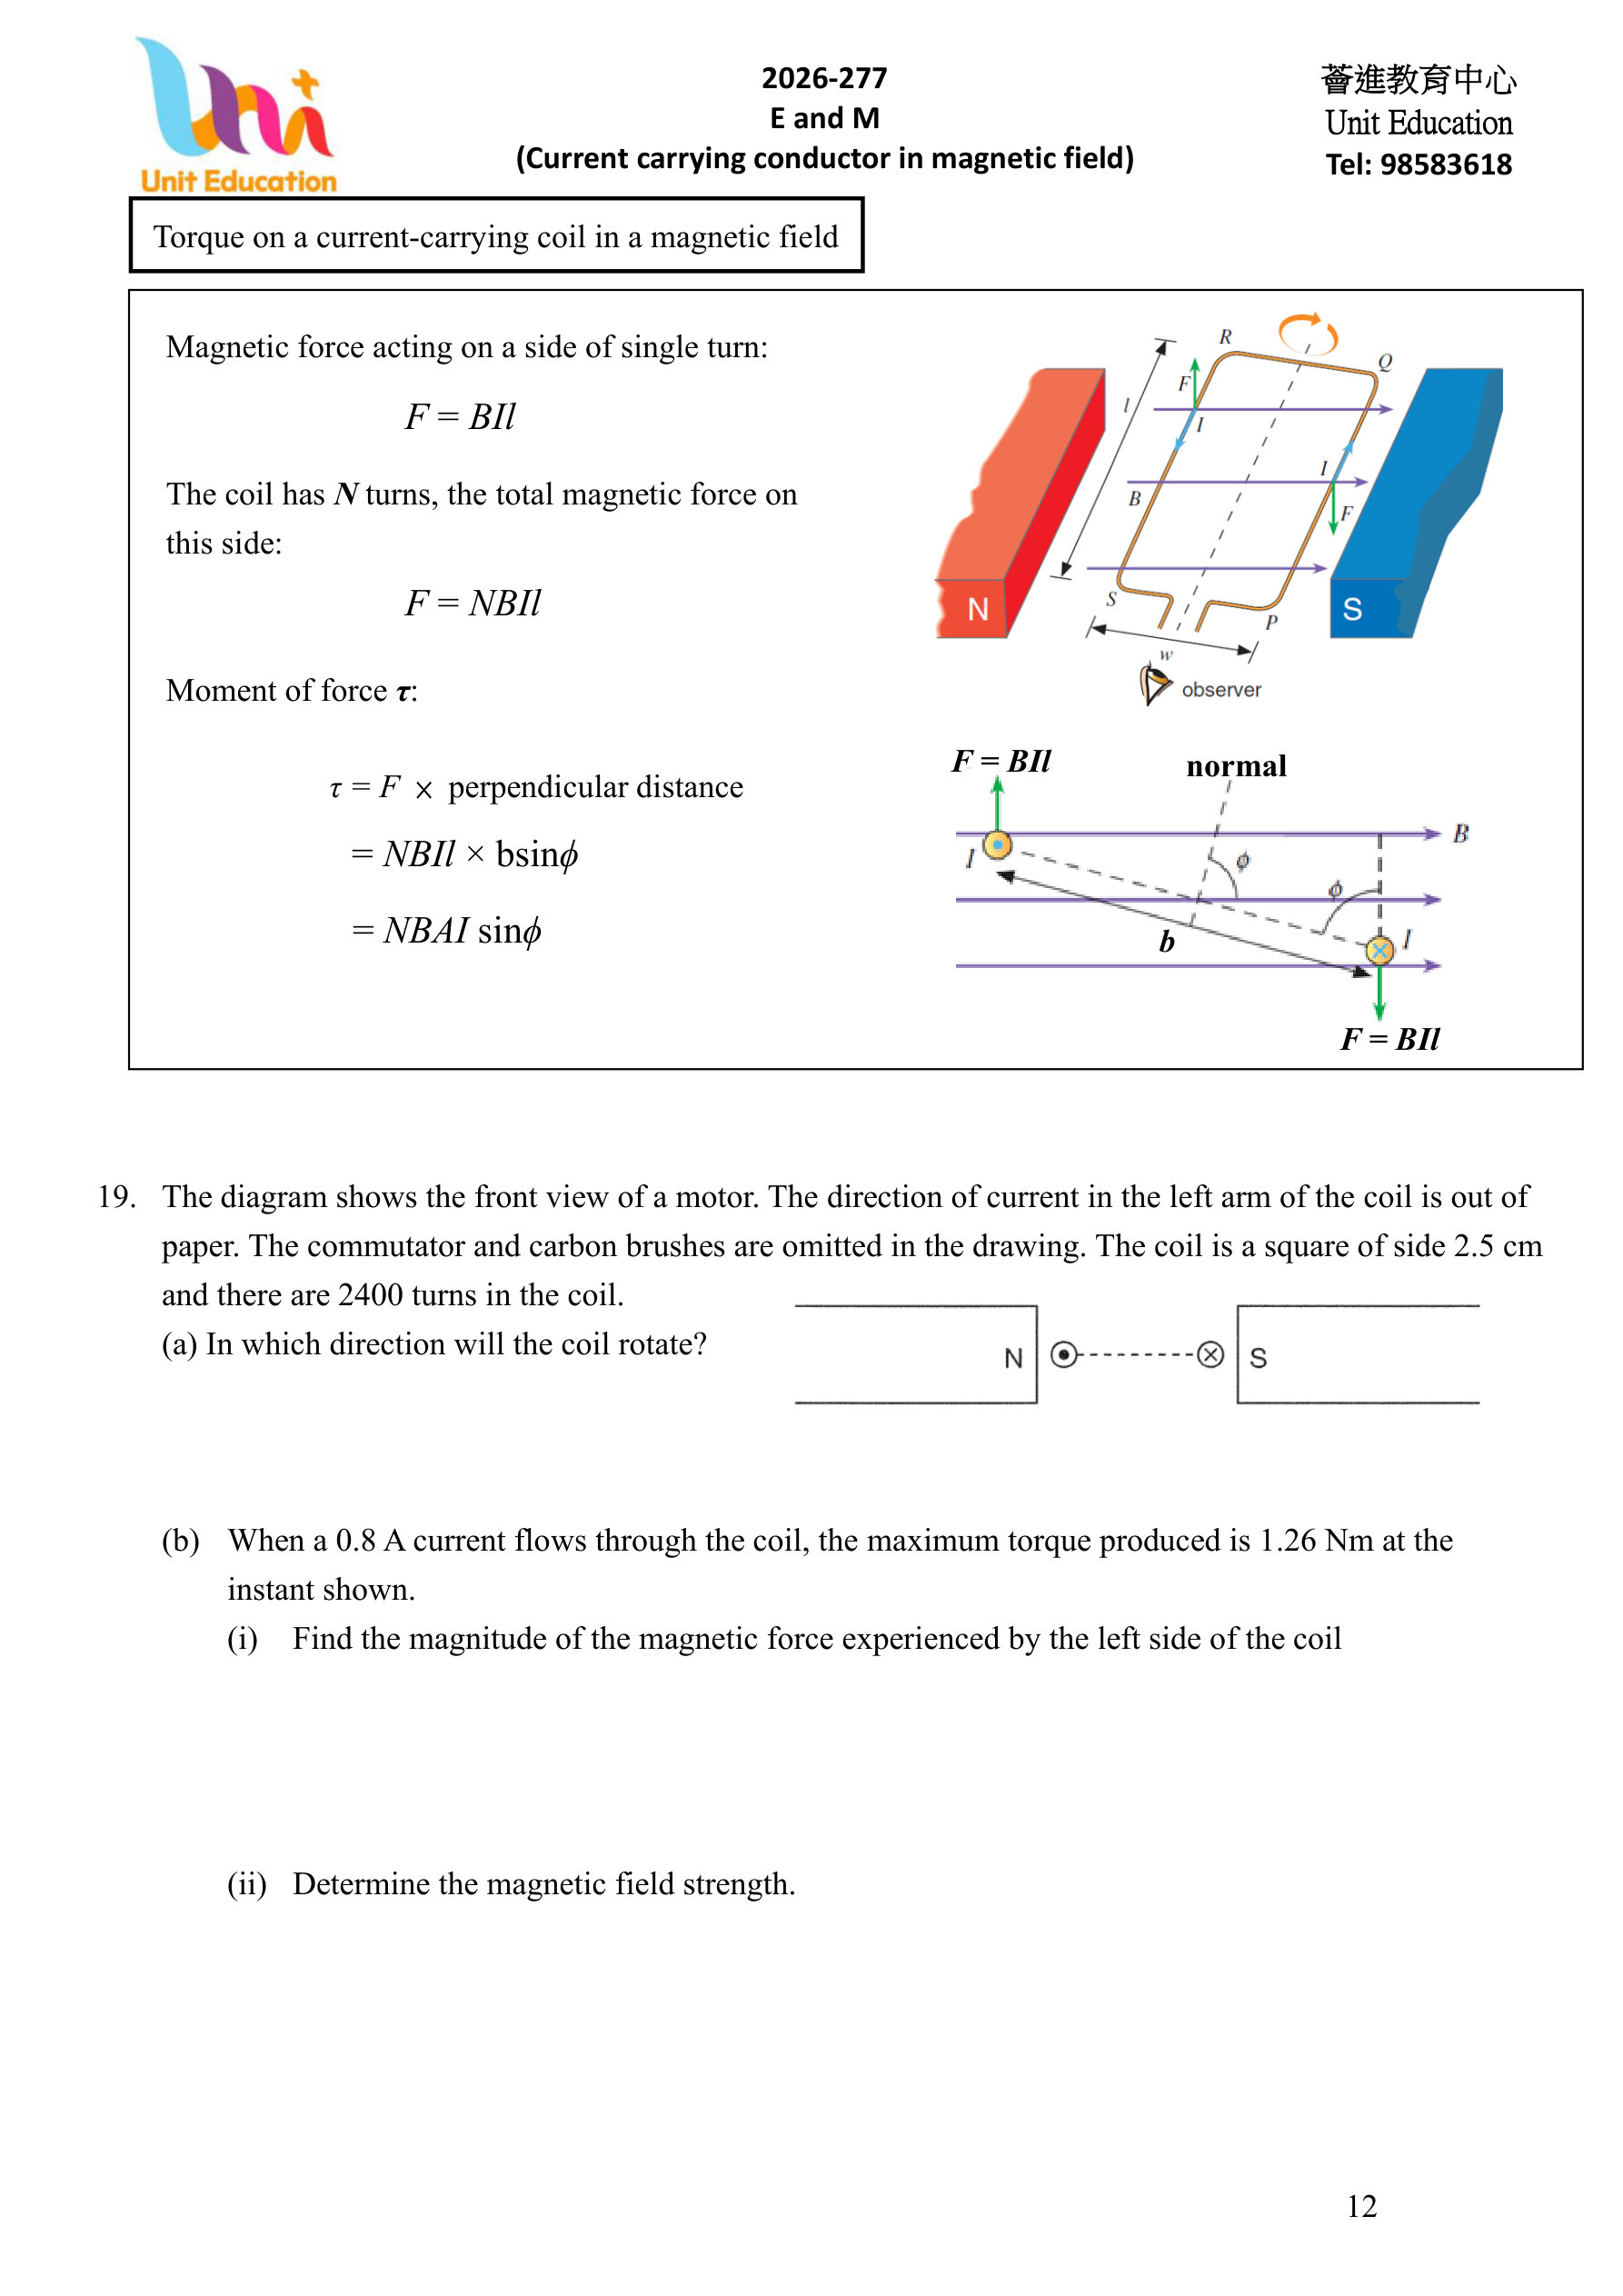 Unit Education
2026-277
E and M
(Current carrying conductor in magnetic field)
薈進教育中心
Unit Education
Tel: 98583618
Torque on a current-carrying coil in a magnetic field
Magnetic force acting on a side of single turn:
F = BIl
The coil has N turns, the total magnetic force on
this side:
F = NBIl
Moment of force τ:
τ = F × perpendicular distance
= NBIl × bsinϕ
= NBAI sinϕ
R
Q
F
l
I
I
B
F
N
S
S
P
w
observer
F = BIl
normal
B
I
ϕ
ϕ
I
b
F = BIl
19. The diagram shows the front view of a motor. The direction of current in the left arm of the coil is out of
paper. The commutator and carbon brushes are omitted in the drawing. The coil is a square of side 2.5 cm
and there are 2400 turns in the coil.
(a) In which direction will the coil rotate?
N
S
(b) When a 0.8 A current flows through the coil, the maximum torque produced is 1.26 Nm at the
instant shown.
(i) Find the magnitude of the magnetic force experienced by the left side of the coil
(ii) Determine the magnetic field strength.
12